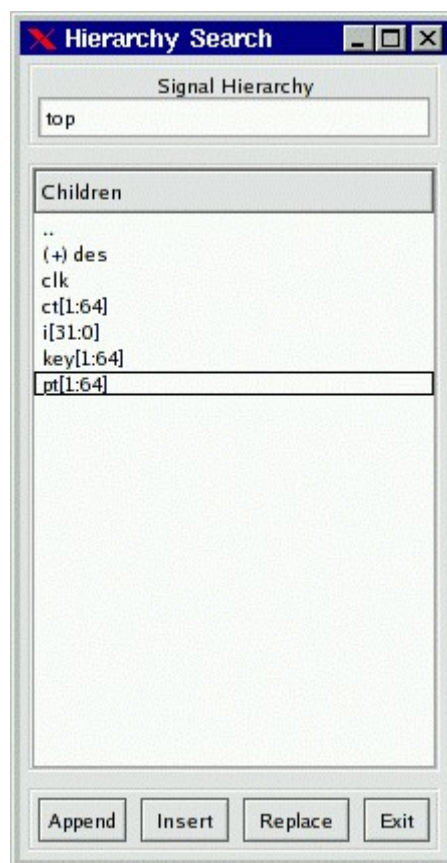 Hierarchy Search
Signal Hierarchy
top
Children
..
(+) des
clk
ct[1:64]
i[31:0]
key[1:64]
pt[1:64]
Append Insert Replace Exit